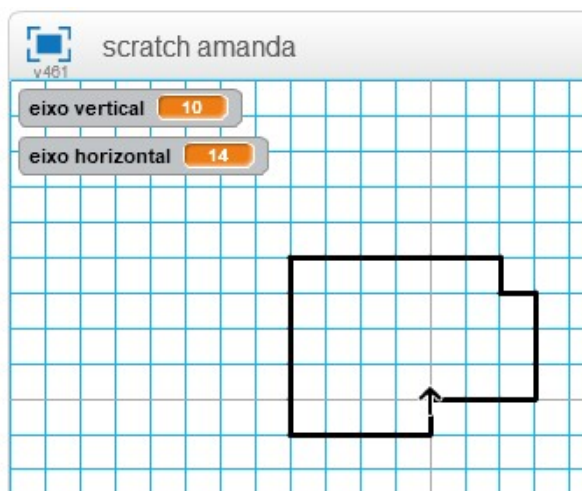 scratch amanda
v461
eixo vertical 10
eixo horizontal 14